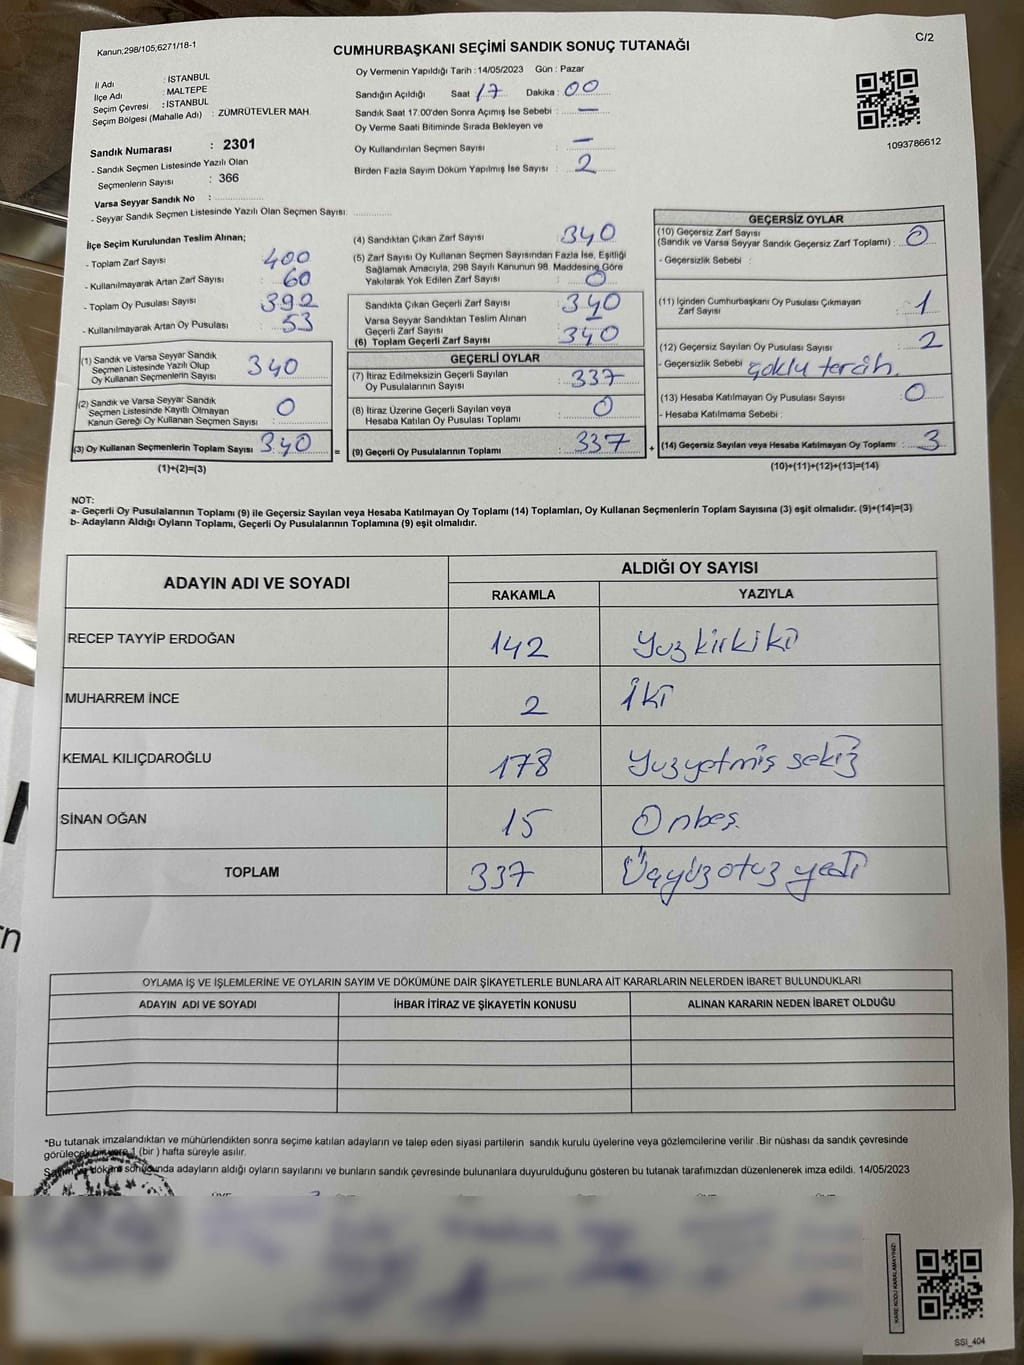 Kanun,298/105,6271/18-1
CUMHURBAŞKANI SEÇİMİ SANDIK SONUÇ TUTANAĞI
C/2
İl Adı : İSTANBUL
İlçe Adı : MALTEPE
Seçim Çevresi : İSTANBUL
Seçim Bölgesi (Mahalle Adı) : ZÜMRÜTEVLER MAH.
Sandık Numarası : 2301
- Sandık Seçmen Listesinde Yazılı Olan
Seçmenlerin Sayısı : 366
Varsa Seyyar Sandık No :
- Seyyar Sandık Seçmen Listesinde Yazılı Olan Seçmen Sayısı:
Oy Vermenin Yapıldığı Tarih : 14/05/2023 Gün : Pazar
Sandığın Açıldığı Saat : 17 Dakika : 00
Sandık Saat 17.00'den Sonra Açımış İse Sebebi : —
Oy Verme Saati Bitiminde Sırada Bekleyen ve
Oy Kullandırılan Seçmen Sayısı : —
Birden Fazla Sayım Döküm Yapılmış İse Sayısı : 2
1093786612
İlçe Seçim Kurulundan Teslim Alınan;
- Toplam Zarf Sayısı : 400
- Kullanılmayarak Artan Zarf Sayısı : 60
- Toplam Oy Pusulası Sayısı : 392
- Kullanılmayarak Artan Oy Pusulası : 53
(1) Sandık ve Varsa Seyyar Sandık
Seçmen Listesinde Yazılı Olup
Oy Kullanan Seçmenlerin Sayısı : 340
(2) Sandık ve Varsa Seyyar Sandık
Seçmen Listesinde Kayıtlı Olmayan
Kanun Gereği Oy Kullanan Seçmen Sayısı : 0
(3) Oy Kullanan Seçmenlerin Toplam Sayısı : 340
(1)+(2)=(3)
(4) Sandıktan Çıkan Zarf Sayısı : 340
(5) Zarf Sayısı Oy Kullanan Seçmen Sayısından Fazla İse, Eşitliği
Sağlamak Amacıyla, 298 Sayılı Kanunun 98. Maddesine Göre
Yakılarak Yok Edilen Zarf Sayısı : 0
Sandıkta Çıkan Geçerli Zarf Sayısı : 340
Varsa Seyyar Sandıktan Teslim Alınan
Geçerli Zarf Sayısı : -
(6) Toplam Geçerli Zarf Sayısı : 340
GEÇERLİ OYLAR
(7) İtiraz Edilmeksizin Geçerli Sayılan
Oy Pusulalarının Sayısı : 337
(8) İtiraz Üzerine Geçerli Sayılan veya
Hesaba Katılan Oy Pusulası Toplamı : 0
= (9) Geçerli Oy Pusulalarının Toplamı : 337 +
GEÇERSİZ OYLAR
(10) Geçersiz Zarf Sayısı
(Sandık ve Varsa Seyyar Sandık Geçersiz Zarf Toplamı) : 0
- Geçersizlik Sebebi :
(11) İçinden Cumhurbaşkanı Oy Pusulası Çıkmayan
Zarf Sayısı : 1
(12) Geçersiz Sayılan Oy Pusulası Sayısı : 2
- Geçersizlik Sebebi : çoklu tercih.
(13) Hesaba Katılmayan Oy Pusulası Sayısı : 0
- Hesaba Katılmama Sebebi :
(14) Geçersiz Sayılan veya Hesaba Katılmayan Oy Toplamı : 3
(10)+(11)+(12)+(13)=(14)
NOT:
a- Geçerli Oy Pusulalarının Toplamı (9) ile Geçersiz Sayılan veya Hesaba Katılmayan Oy Toplamı (14) Toplamları, Oy Kullanan Seçmenlerin Toplam Sayısına (3) eşit olmalıdır. (9)+(14)=(3)
b- Adayların Aldığı Oyların Toplamı, Geçerli Oy Pusulalarının Toplamına (9) eşit olmalıdır.
ADAYIN ADI VE SOYADI ALDIĞI OY SAYISI
RAKAMLA YAZIYLA
RECEP TAYYİP ERDOĞAN 142 Yuzkirkiki
MUHARREM İNCE 2 İki
KEMAL KILIÇDAROĞLU 178 Yuzyetmiş sekiz
SİNAN OĞAN 15 Onbeş.
TOPLAM 337 Üçyüzotuz yedi
OYLAMA İŞ VE İŞLEMLERİNE VE OYLARIN SAYIM VE DÖKÜMÜNE DAİR ŞİKAYETLERLE BUNLARA AİT KARARLARIN NELERDEN İBARET BULUNDUKLARI
ADAYIN ADI VE SOYADI İHBAR İTİRAZ VE ŞİKAYETİN KONUSU ALINAN KARARIN NEDEN İBARET OLDUĞU
*Bu tutanak imzalandıktan ve mühürlendikten sonra seçime katılan adayların ve talep eden siyasi partilerin sandık kurulu üyelerine veya gözlemcilerine verilir .Bir nüshası da sandık çevresinde
görülecek bir yere 1 (bir ) hafta süreyle asılır.
Sayım ve döküm sonucunda adayların aldığı oyların sayılarını ve bunların sandık çevresinde bulunanlara duyurulduğunu gösteren bu tutanak tarafımızdan düzenlenerek imza edildi. 14/05/2023
KARE KODU KARALAMAYINIZ!
SSİ_404